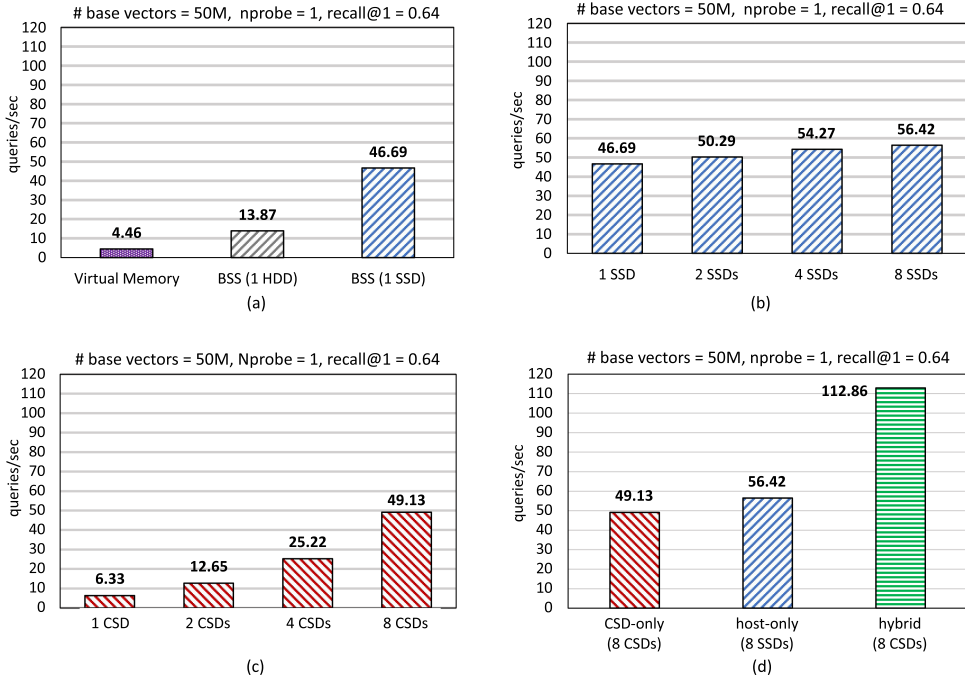 # base vectors = 50M,  nprobe = 1, recall@1 = 0.64
120
110
100
90
80
70
60
50
40
30
20
10
0
queries/sec
4.46
13.87
46.69
Virtual Memory
BSS (1 HDD)
BSS (1 SSD)
(a)
# base vectors = 50M,  nprobe = 1, recall@1 = 0.64
120
110
100
90
80
70
60
50
40
30
20
10
0
queries/sec
46.69
50.29
54.27
56.42
1 SSD
2 SSDs
4 SSDs
8 SSDs
(b)
# base vectors = 50M, Nprobe = 1, recall@1 = 0.64
120
110
100
90
80
70
60
50
40
30
20
10
0
queries/sec
6.33
12.65
25.22
49.13
1 CSD
2 CSDs
4 CSDs
8 CSDs
(c)
# base vectors = 50M, nprobe = 1, recall@1 = 0.64
120
110
100
90
80
70
60
50
40
30
20
10
0
queries/sec
49.13
56.42
112.86
CSD-only
(8 CSDs)
host-only
(8 SSDs)
hybrid
(8 CSDs)
(d)